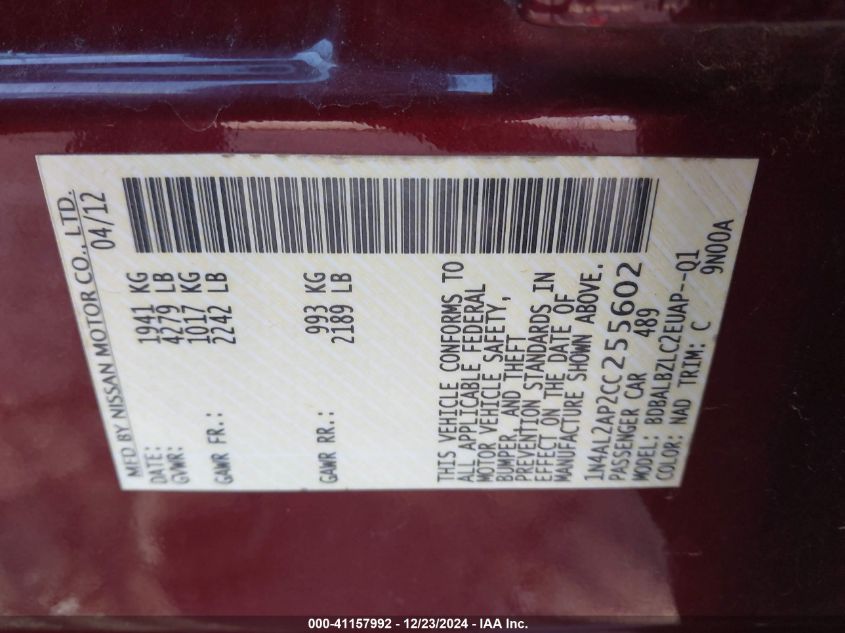 MFD BY NISSAN MOTOR CO., LTD.
DATE: 04/12
GVWR: 1941 KG
4279 LB
GAWR FR.: 1017 KG
2242 LB
GAWR RR.: 993 KG
2189 LB
THIS VEHICLE CONFORMS TO
ALL APPLICABLE FEDERAL
MOTOR VEHICLE SAFETY,
BUMPER, AND THEFT
PREVENTION STANDARDS IN
EFFECT ON THE DATE OF
MANUFACTURE SHOWN ABOVE.
1N4AL2AP2CC255602
PASSENGER CAR 489
MODEL: BDBALBZLC2EUAP--Q1
COLOR: NAD TRIM: C 9N00A
000-41157992 - 12/23/2024 - IAA Inc.